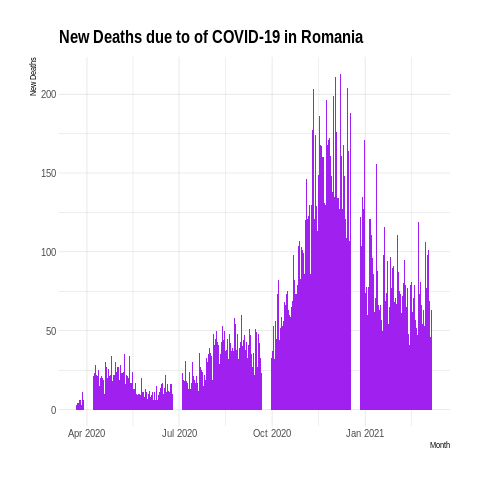 New Deaths due to of COVID-19 in Romania
New Deaths
200
150
100
50
0
Apr 2020
Jul 2020
Oct 2020
Jan 2021
Month